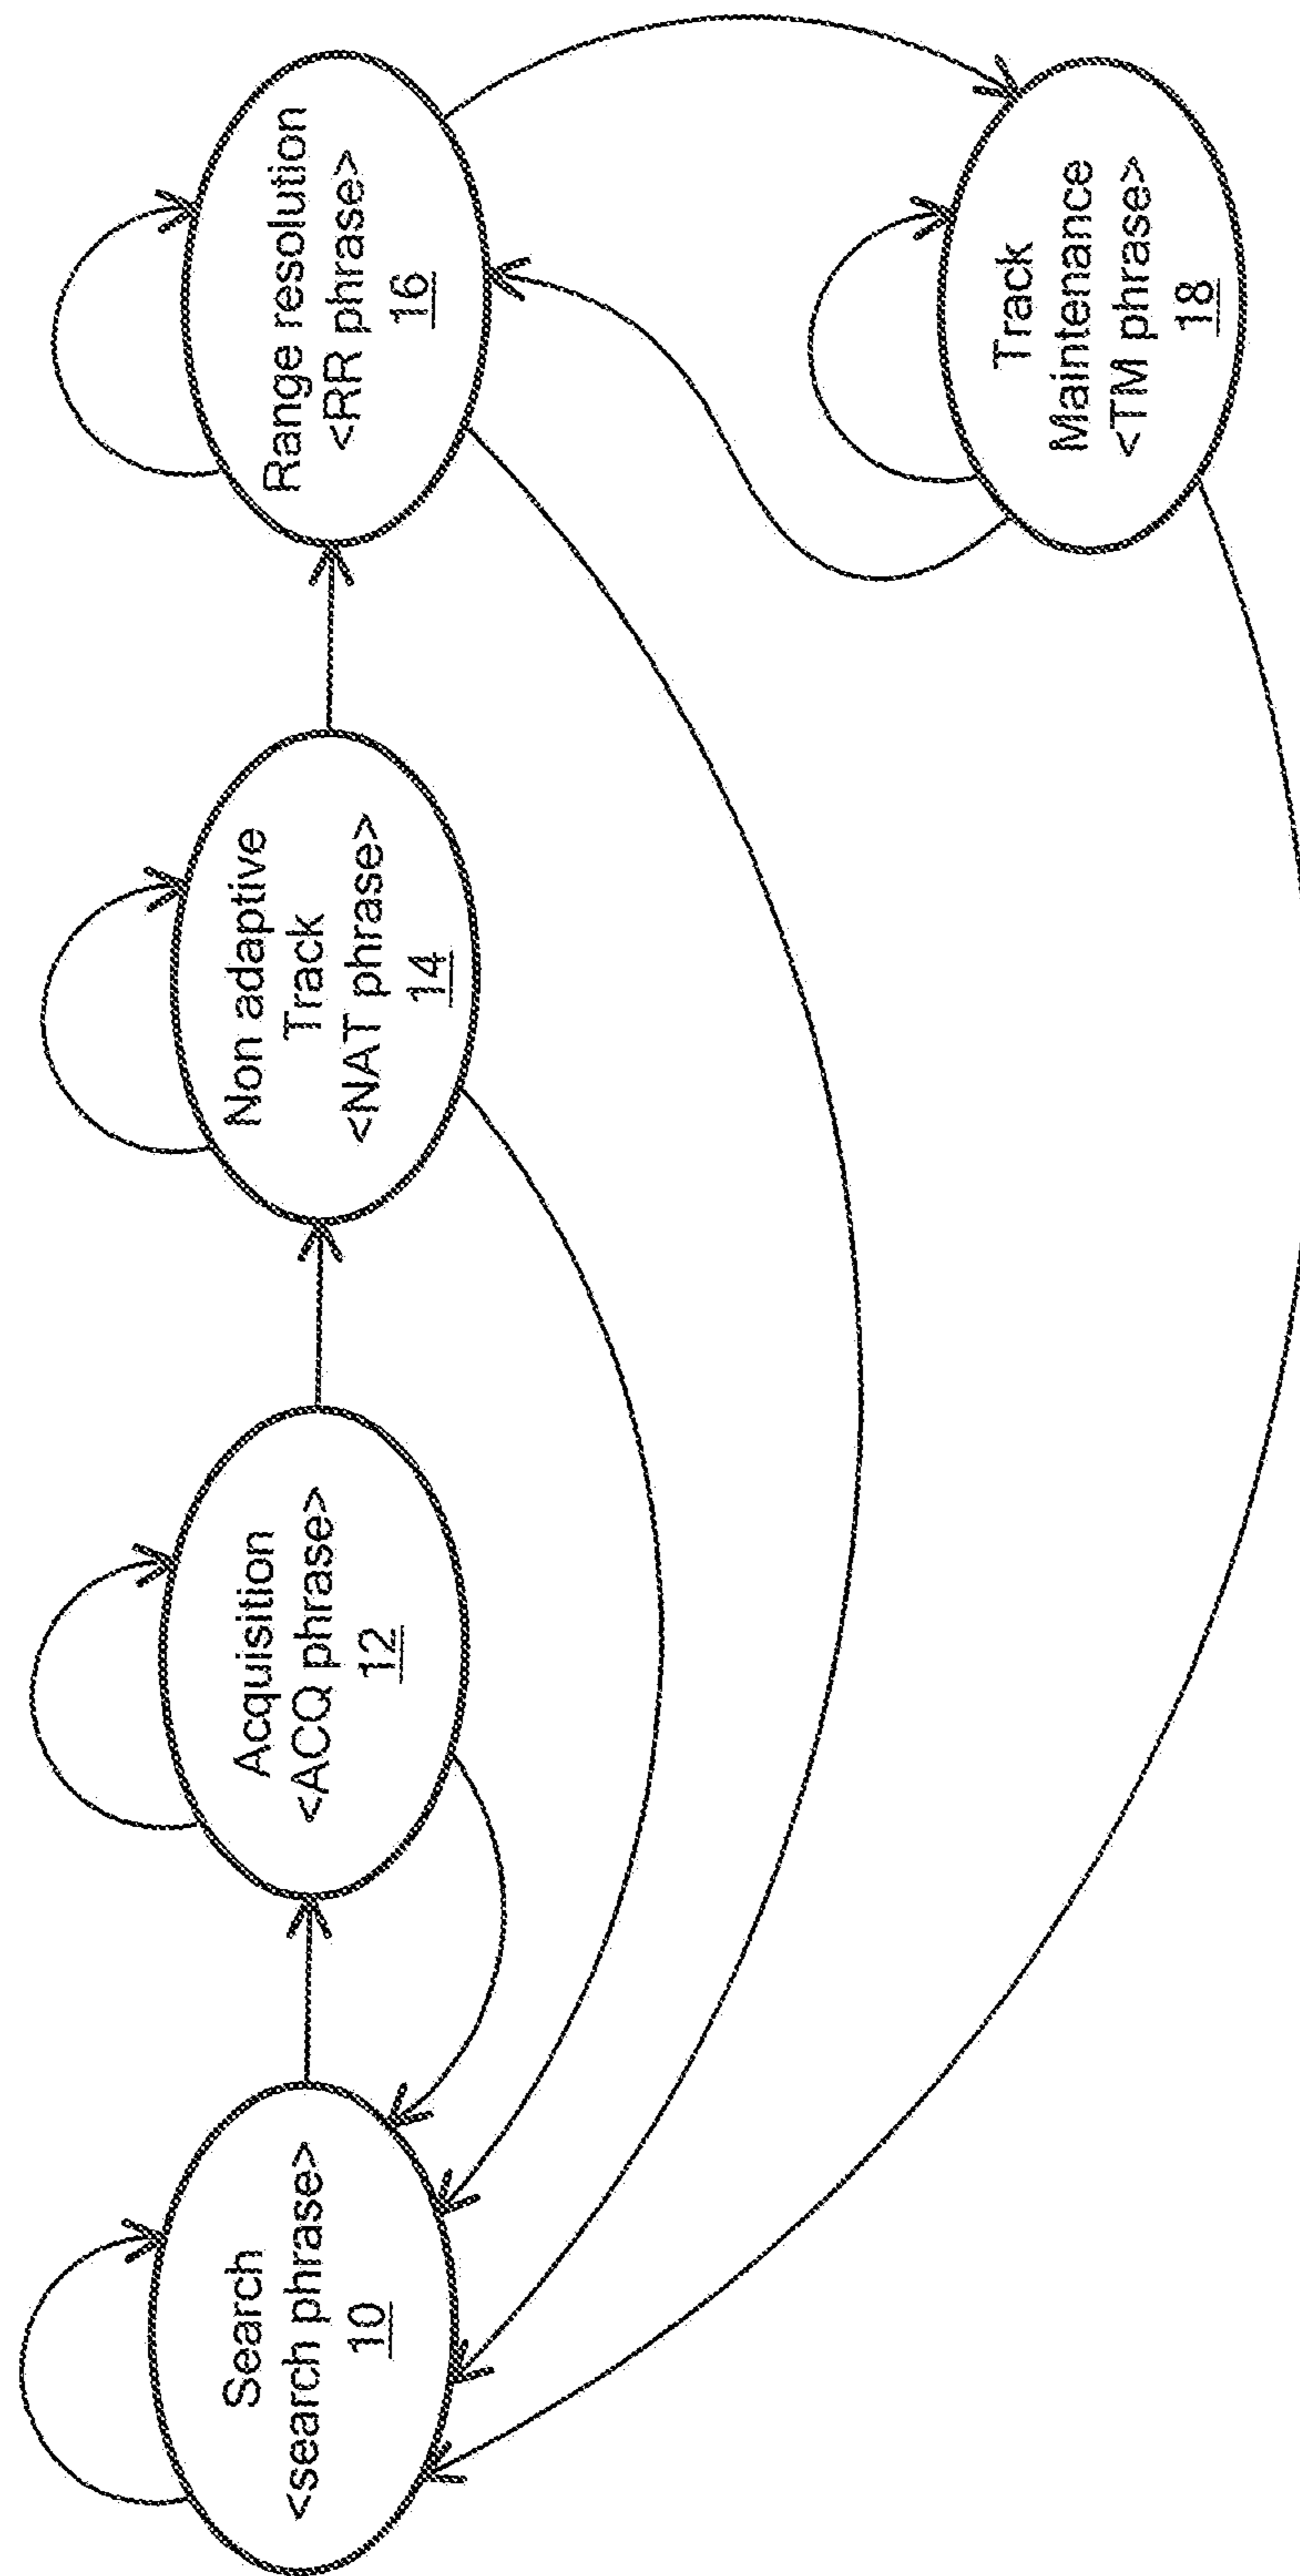 Search
<search phrase>
10
Acquisition
<ACQ phrase>
12
Non adaptive
Track
<NAT phrase>
14
Range resolution
<RR phrase>
16
Track
Maintenance
<TM phrase>
18